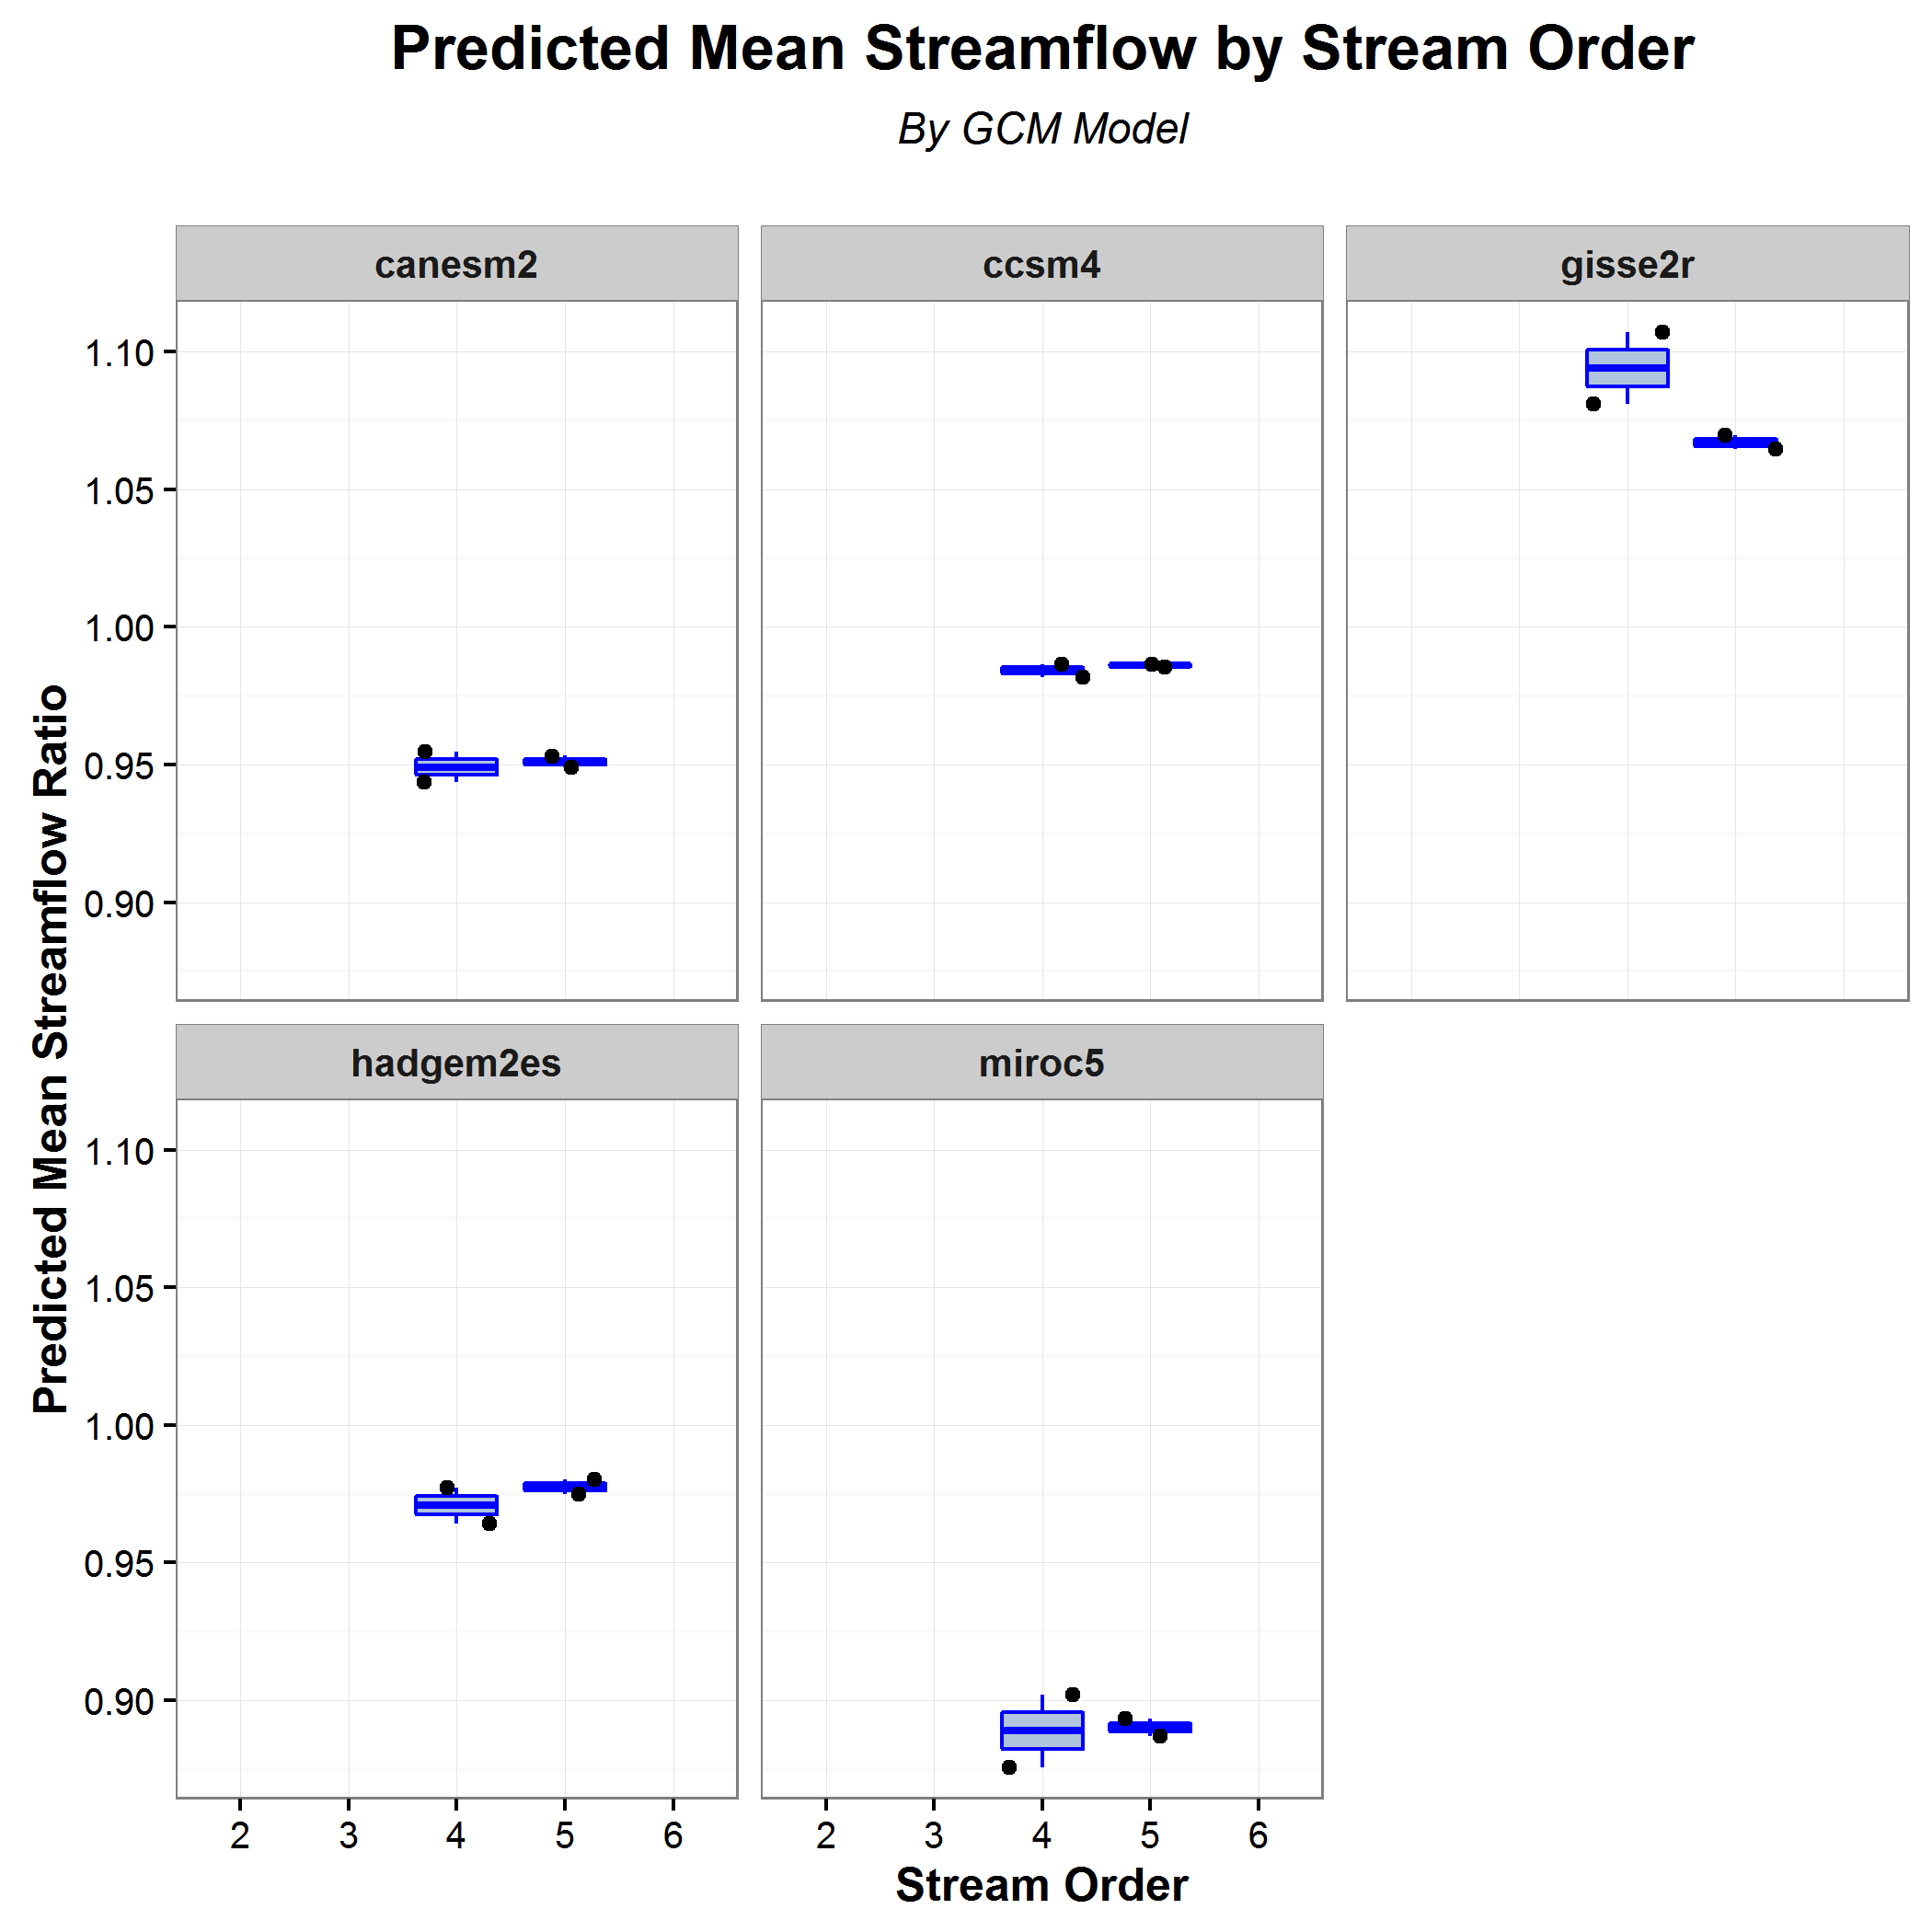 Predicted Mean Streamflow by Stream Order
By GCM Model
canesm2
ccsm4
gisse2r
1.10
1.05
1.00
0.95
0.90
Predicted Mean Streamflow Ratio
hadgem2es
miroc5
1.10
1.05
1.00
0.95
0.90
2 3 4 5 6
2 3 4 5 6
Stream Order